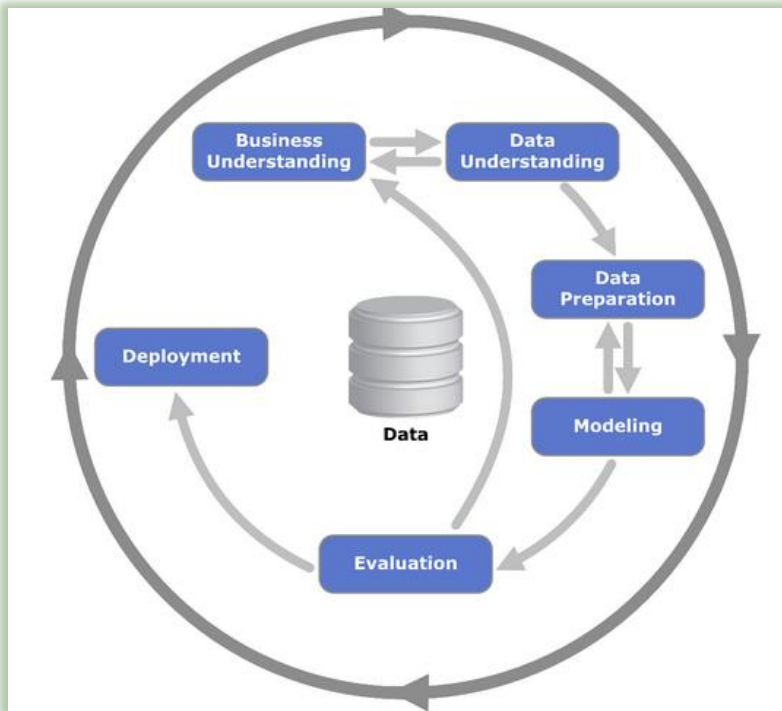 Business
Understanding
Data
Understanding
Data
Preparation
Deployment
Modeling
Data
Evaluation